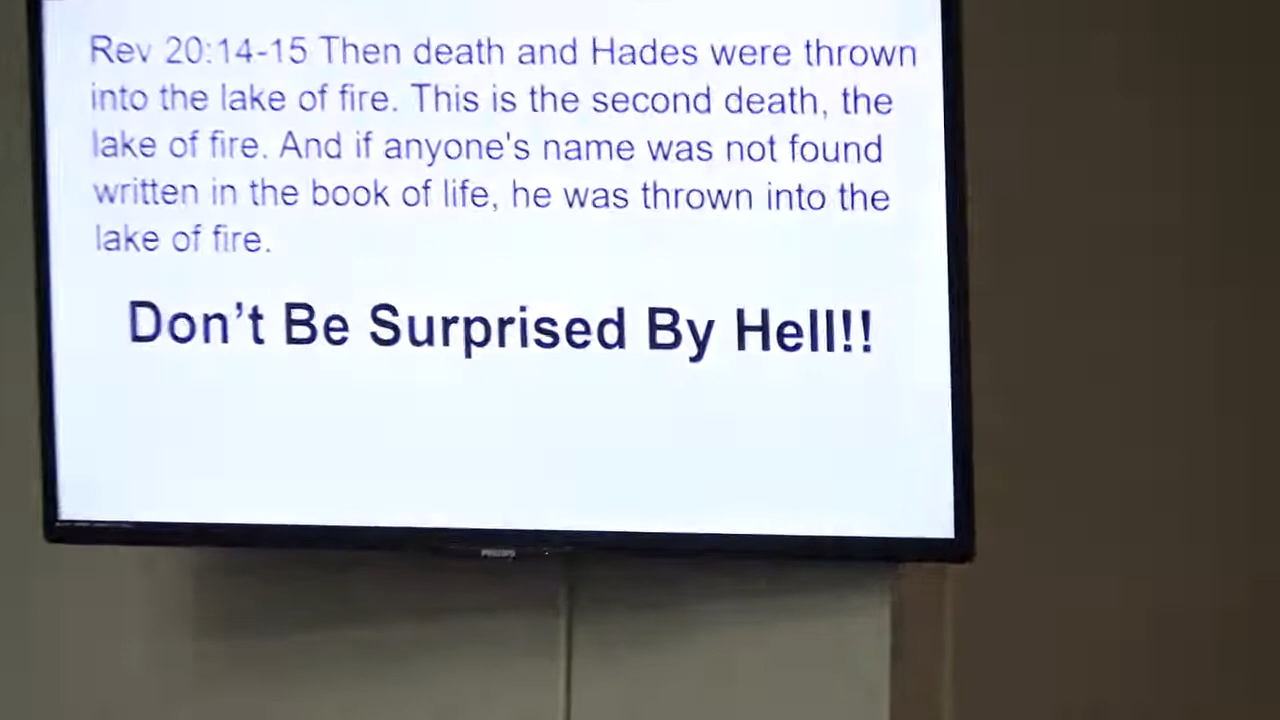 Rev 20:14-15 Then death and Hades were thrown
into the lake of fire. This is the second death, the
lake of fire. And if anyone's name was not found
written in the book of life, he was thrown into the
lake of fire.
Don’t Be Surprised By Hell!!
PHILIPS